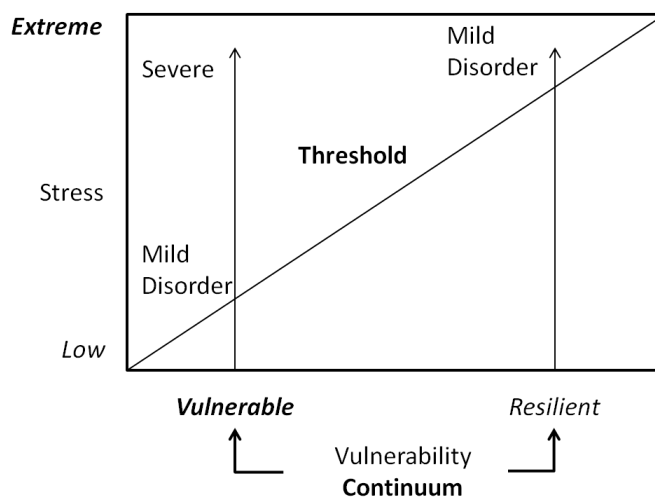 Extreme
Mild
Disorder
Severe
Threshold
Stress
Mild
Disorder
Low
Vulnerable
Resilient
Vulnerability
Continuum